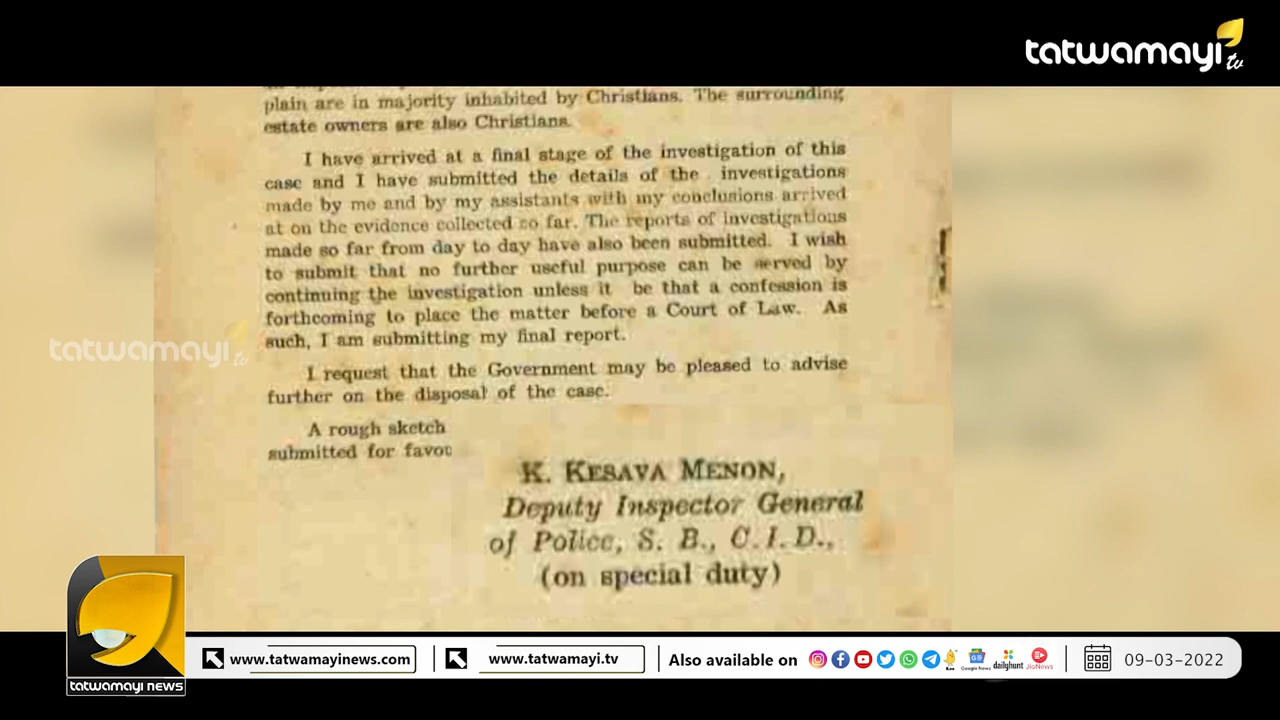 tatwamayi tv
plain are in majority inhabited by Christians. The surrounding
estate owners are also Christians.
I have arrived at a final stage of the investigation of this
case and I have submitted the details of the investigations
made by me and by my assistants with my conclusions arrived
at on the evidence collected so far. The reports of investigations
made so far from day to day have also been submitted. I wish
to submit that no further useful purpose can be served by
continuing the investigation unless it be that a confession is
forthcoming to place the matter before a Court of Law. As
such, I am submitting my final report.
tatwamayi tv
I request that the Government may be pleased to advise
further on the disposal of the case.
A rough sketch
submitted for favou
K. KESAVA MENON,
Deputy Inspector General
of Police, S. B., C.I.D.,
(on special duty)
tatwamayi news
www.tatwamayinews.com
www.tatwamayi.tv
Also available on
Koo
Google News
dailyhunt
JioNews
09-03-2022